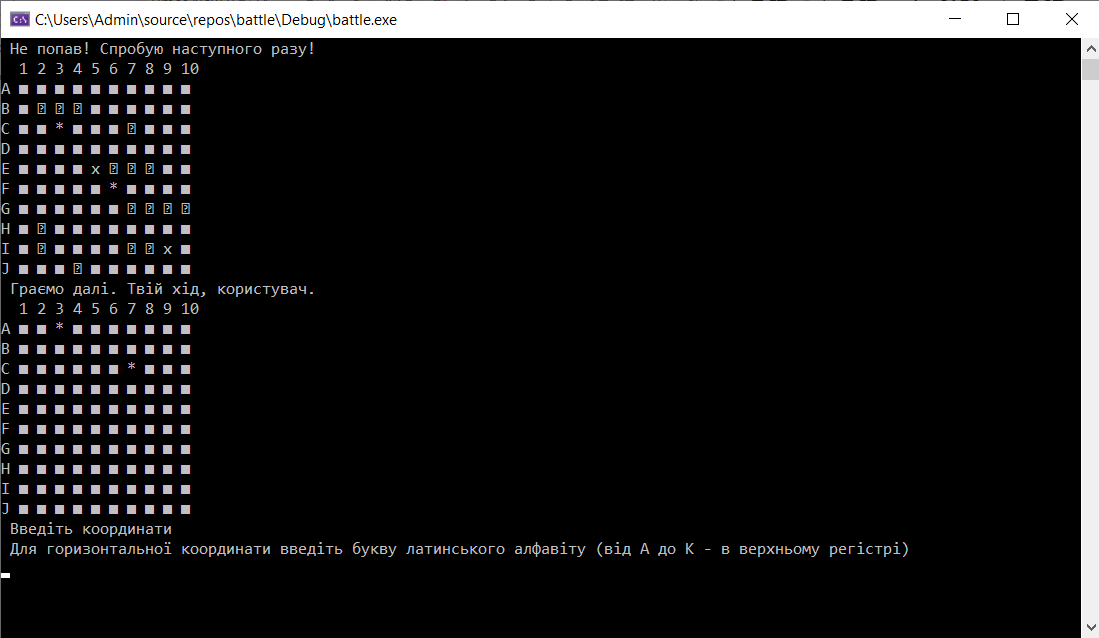 C:\Users\Admin\source\repos\battle\Debug\battle.exe
Не попав! Спробую наступного разу!
1 2 3 4 5 6 7 8 9 10
A ■ ■ ■ ■ ■ ■ ■ ■ ■ ■
B ■ ⍰ ⍰ ⍰ ■ ■ ■ ■ ■ ■
C ■ ■ * ■ ■ ■ ⍰ ■ ■ ■
D ■ ■ ■ ■ ■ ■ ■ ■ ■ ■
E ■ ■ ■ ■ x ⍰ ⍰ ⍰ ■ ■
F ■ ■ ■ ■ ■ * ■ ■ ■ ■
G ■ ■ ■ ■ ■ ■ ⍰ ⍰ ⍰ ⍰
H ■ ⍰ ■ ■ ■ ■ ■ ■ ■ ■
I ■ ⍰ ■ ■ ■ ■ ⍰ ⍰ x ■
J ■ ■ ■ ⍰ ■ ■ ■ ■ ■ ■
Граємо далі. Твій хід, користувач.
1 2 3 4 5 6 7 8 9 10
A ■ ■ * ■ ■ ■ ■ ■ ■ ■
B ■ ■ ■ ■ ■ ■ ■ ■ ■ ■
C ■ ■ ■ ■ ■ ■ * ■ ■ ■
D ■ ■ ■ ■ ■ ■ ■ ■ ■ ■
E ■ ■ ■ ■ ■ ■ ■ ■ ■ ■
F ■ ■ ■ ■ ■ ■ ■ ■ ■ ■
G ■ ■ ■ ■ ■ ■ ■ ■ ■ ■
H ■ ■ ■ ■ ■ ■ ■ ■ ■ ■
I ■ ■ ■ ■ ■ ■ ■ ■ ■ ■
J ■ ■ ■ ■ ■ ■ ■ ■ ■ ■
Введіть координати
Для горизонтальної координати введіть букву латинського алфавіту (від A до K - в верхньому регістрі)